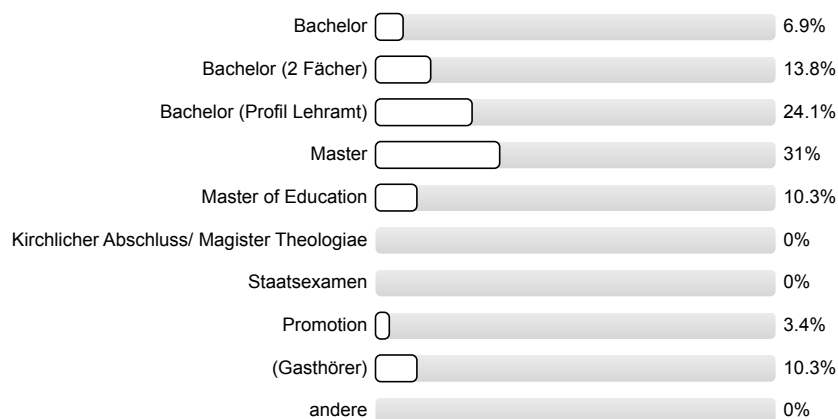 Bachelor 6.9%
Bachelor (2 Fächer) 13.8%
Bachelor (Profil Lehramt) 24.1%
Master 31%
Master of Education 10.3%
Kirchlicher Abschluss/ Magister Theologiae 0%
Staatsexamen 0%
Promotion 3.4%
(Gasthörer) 10.3%
andere 0%